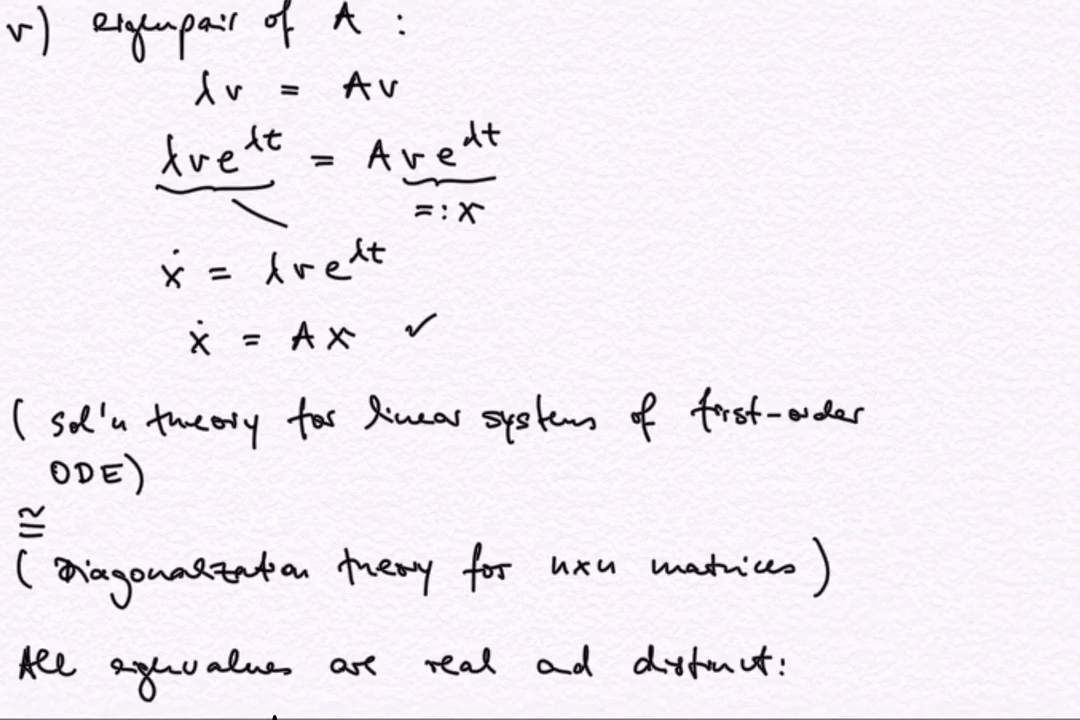 v) eigenpair of A :
λv = Av
λve^λt = Ave^λt
=: x
ẋ = λve^λt
ẋ = Ax ✓
( sol'n theory for linear systems of first-order
ODE)
≅
( Diagonalization theory for nxn matrices )
All eigenvalues are real and distinct: